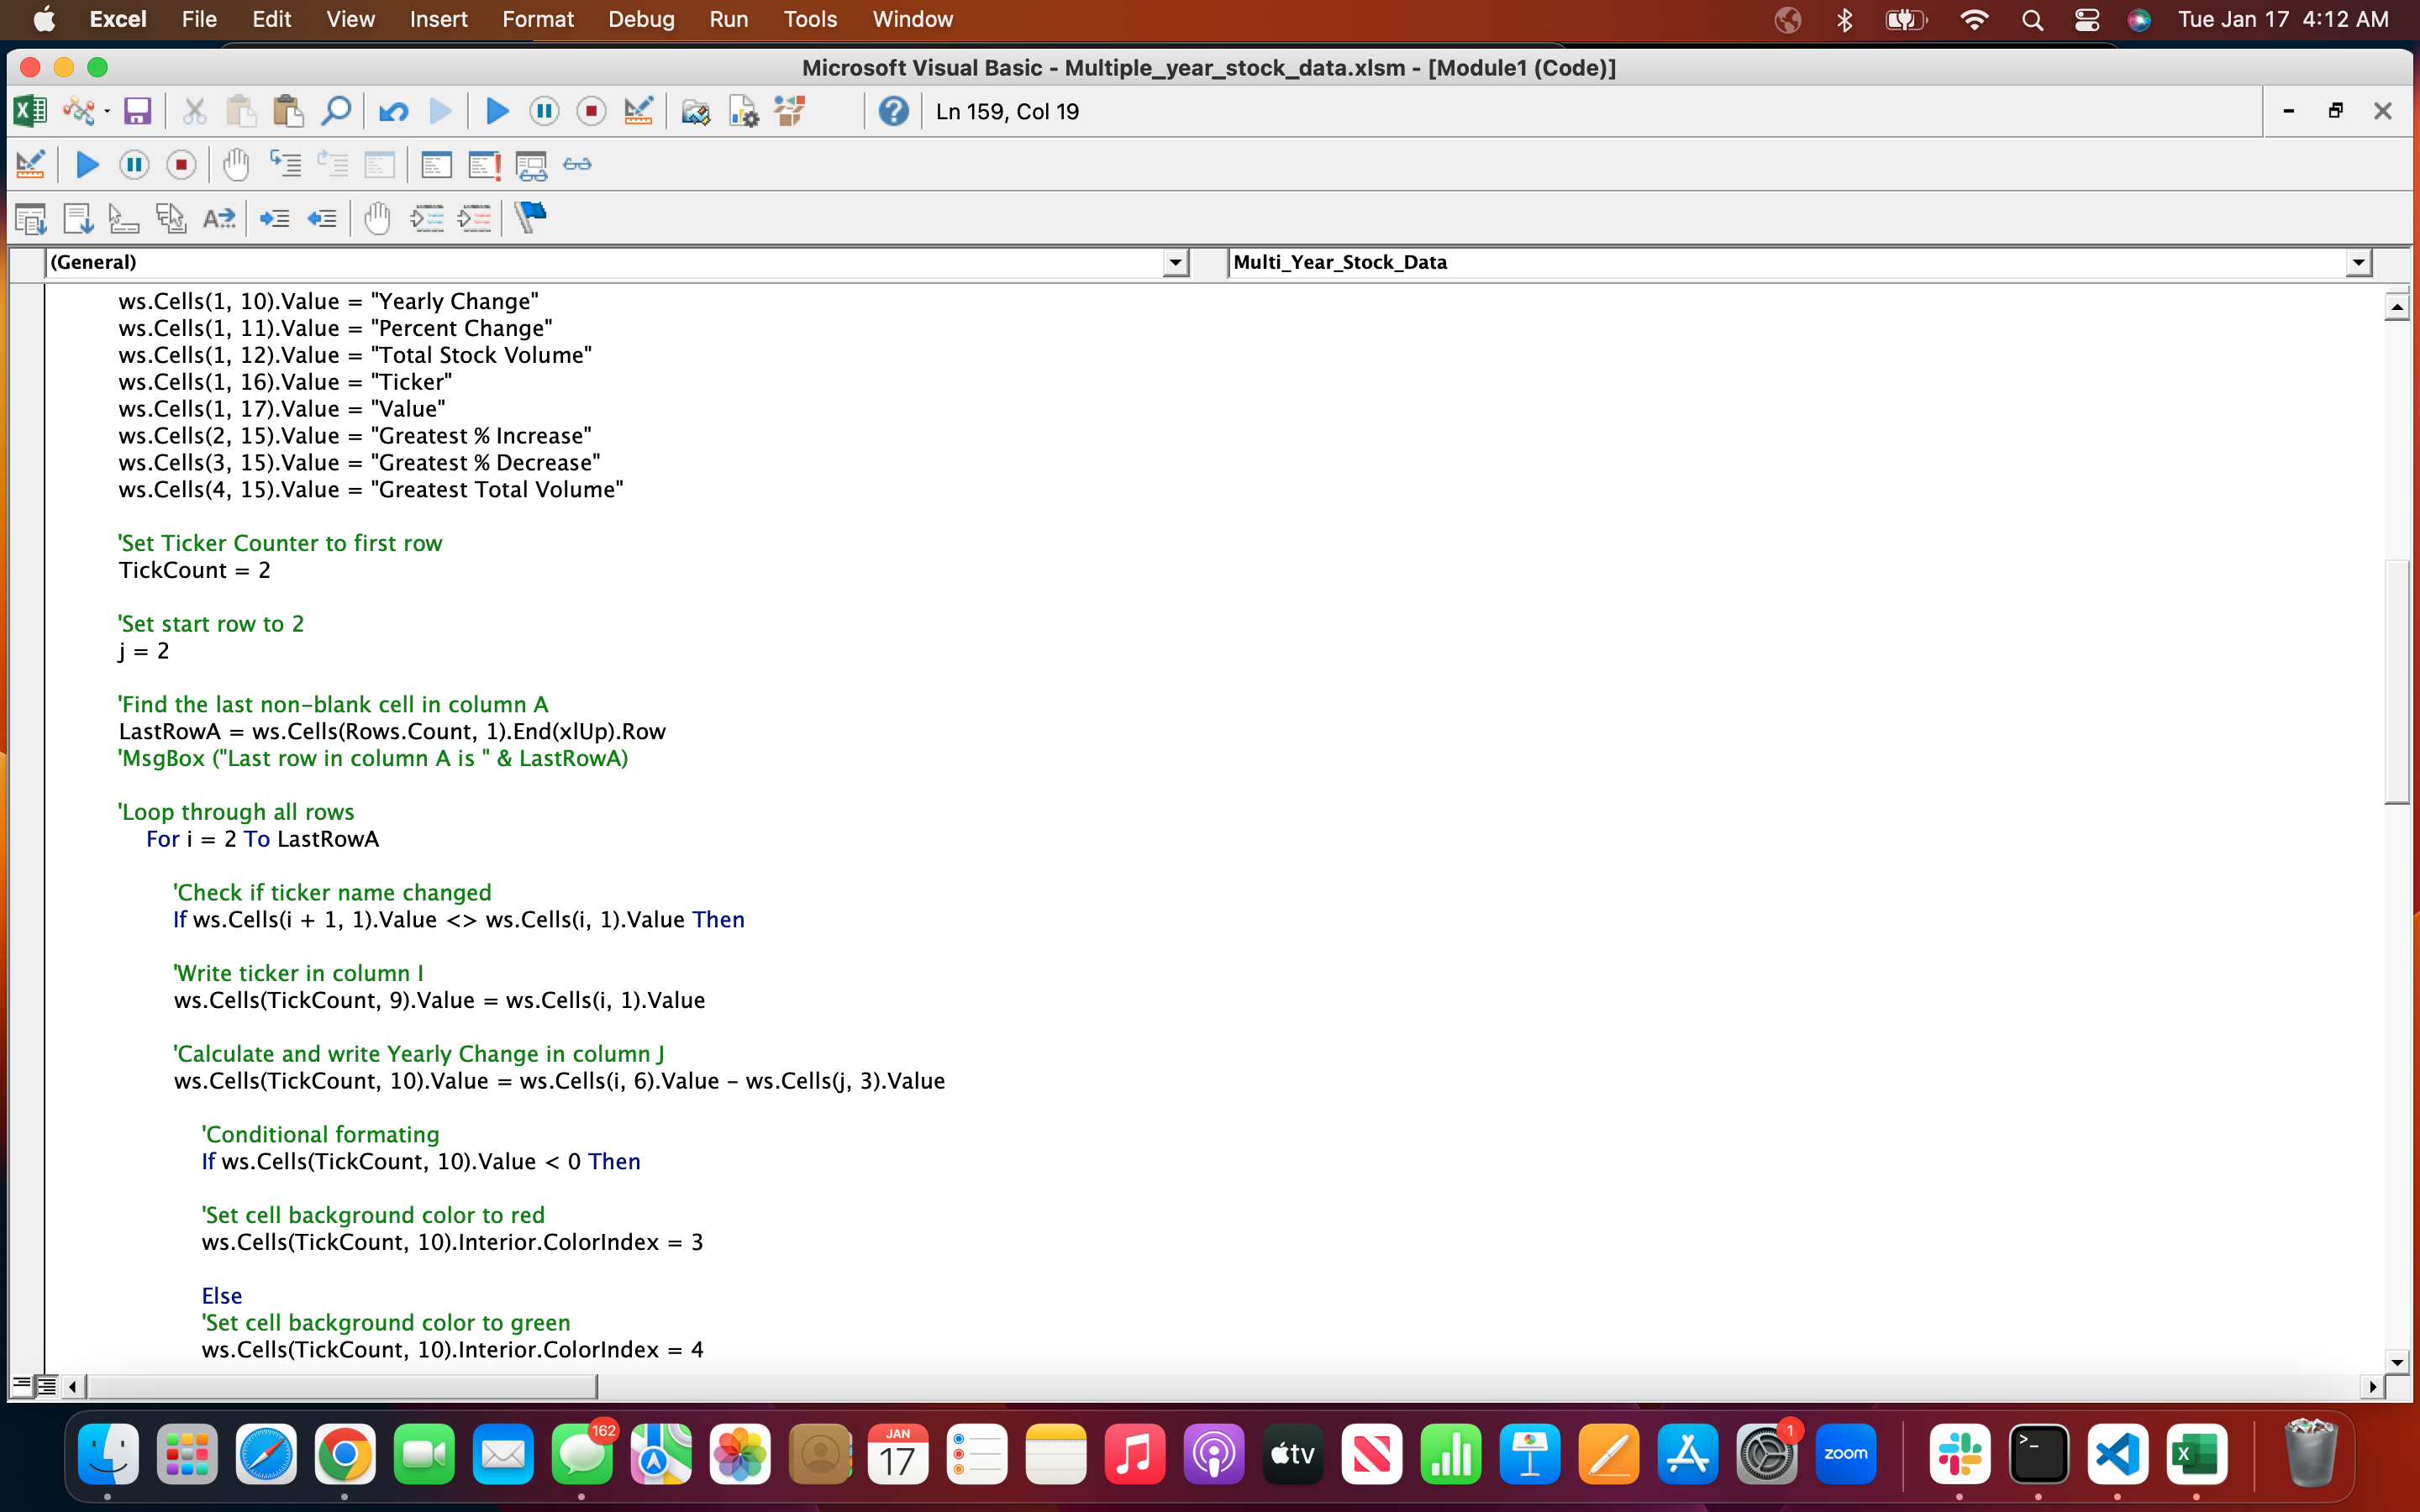 Excel File Edit View Insert Format Debug Run Tools Window Tue Jan 17 4:12 AM
Microsoft Visual Basic - Multiple_year_stock_data.xlsm - [Module1 (Code)]
Ln 159, Col 19
(General) Multi_Year_Stock_Data
ws.Cells(1, 10).Value = "Yearly Change"
ws.Cells(1, 11).Value = "Percent Change"
ws.Cells(1, 12).Value = "Total Stock Volume"
ws.Cells(1, 16).Value = "Ticker"
ws.Cells(1, 17).Value = "Value"
ws.Cells(2, 15).Value = "Greatest % Increase"
ws.Cells(3, 15).Value = "Greatest % Decrease"
ws.Cells(4, 15).Value = "Greatest Total Volume"
'Set Ticker Counter to first row
TickCount = 2
'Set start row to 2
j = 2
'Find the last non-blank cell in column A
LastRowA = ws.Cells(Rows.Count, 1).End(xlUp).Row
'MsgBox ("Last row in column A is " & LastRowA)
'Loop through all rows
For i = 2 To LastRowA
'Check if ticker name changed
If ws.Cells(i + 1, 1).Value <> ws.Cells(i, 1).Value Then
'Write ticker in column I
ws.Cells(TickCount, 9).Value = ws.Cells(i, 1).Value
'Calculate and write Yearly Change in column J
ws.Cells(TickCount, 10).Value = ws.Cells(i, 6).Value - ws.Cells(j, 3).Value
'Conditional formating
If ws.Cells(TickCount, 10).Value < 0 Then
'Set cell background color to red
ws.Cells(TickCount, 10).Interior.ColorIndex = 3
Else
'Set cell background color to green
ws.Cells(TickCount, 10).Interior.ColorIndex = 4
162 JAN 17 tv 1 zoom >_ X